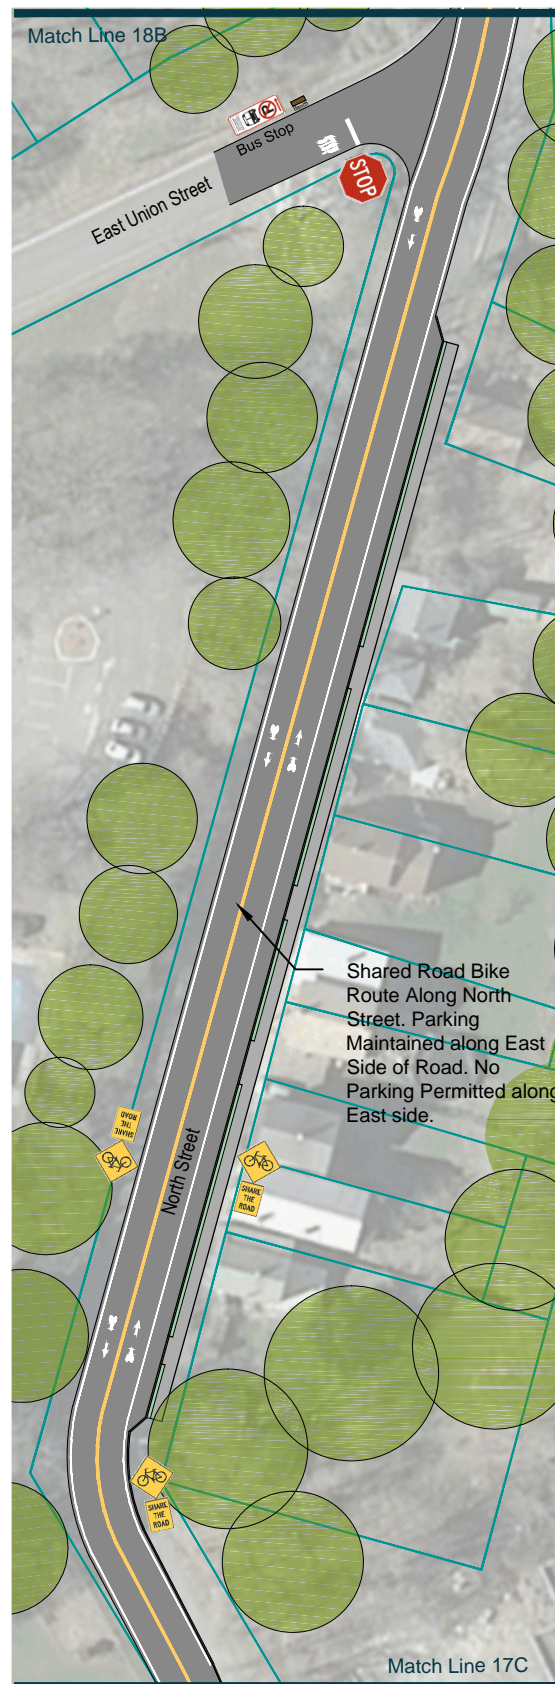 Match Line 18B
Bus Stop
STOP
East Union Street
Shared Road Bike
Route Along North
Street. Parking
Maintained along East
Side of Road. No
Parking Permitted along
East side.
SHARE
THE
ROAD
North Street
SHARE
THE
ROAD
SHARE
THE
ROAD
Match Line 17C